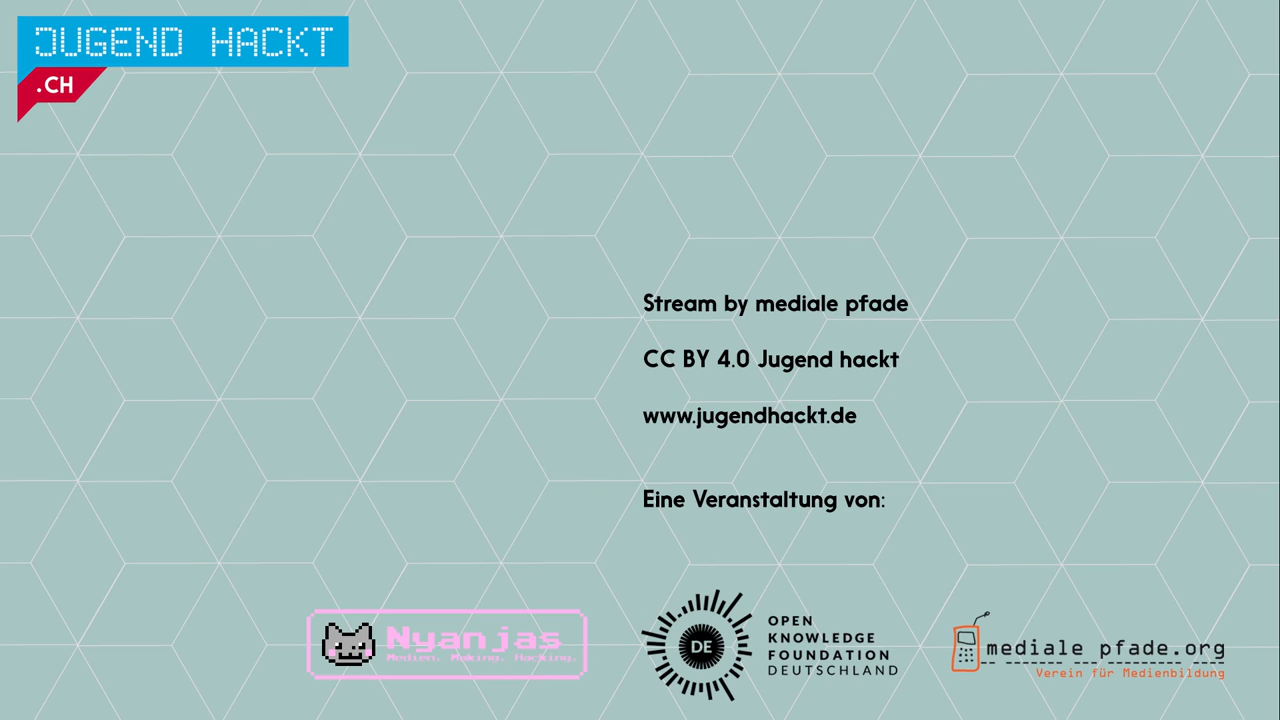 JUGEND HACKT
.CH
Stream by mediale pfade
CC BY 4.0 Jugend hackt
www.jugendhackt.de
Eine Veranstaltung von:
Nyanjas
Medien. Making. Hacking.
DE
OPEN
KNOWLEDGE
FOUNDATION
DEUTSCHLAND
mediale pfade.org
Verein für Medienbildung